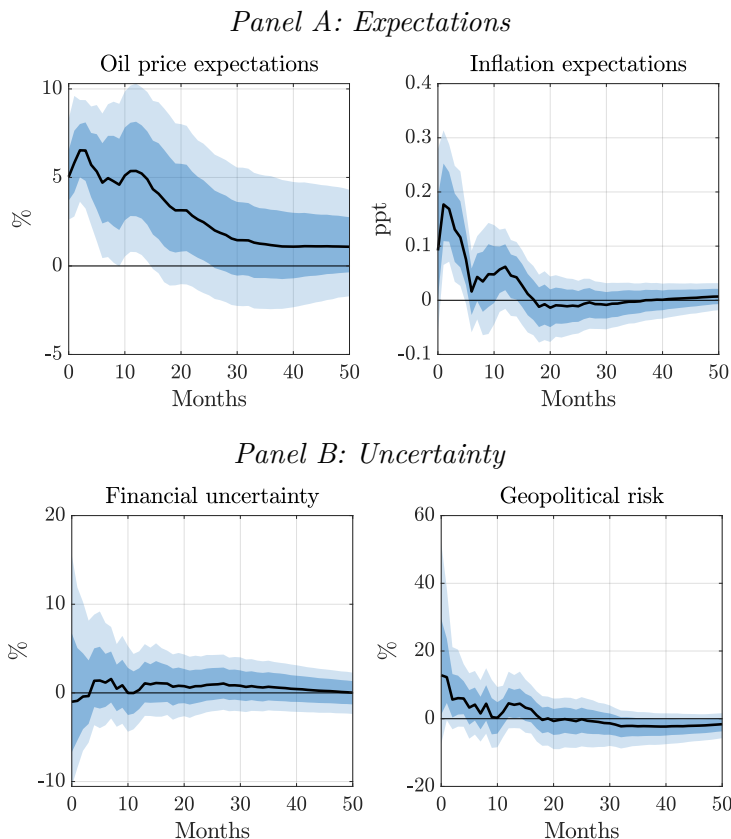 Panel A: Expectations
Oil price expectations
10
5
0
-5
%
0 10 20 30 40 50
Months
Inflation expectations
0.4
0.3
0.2
0.1
0
-0.1
ppt
0 10 20 30 40 50
Months
Panel B: Uncertainty
Financial uncertainty
20
10
0
-10
%
0 10 20 30 40 50
Months
Geopolitical risk
60
40
20
0
-20
%
0 10 20 30 40 50
Months